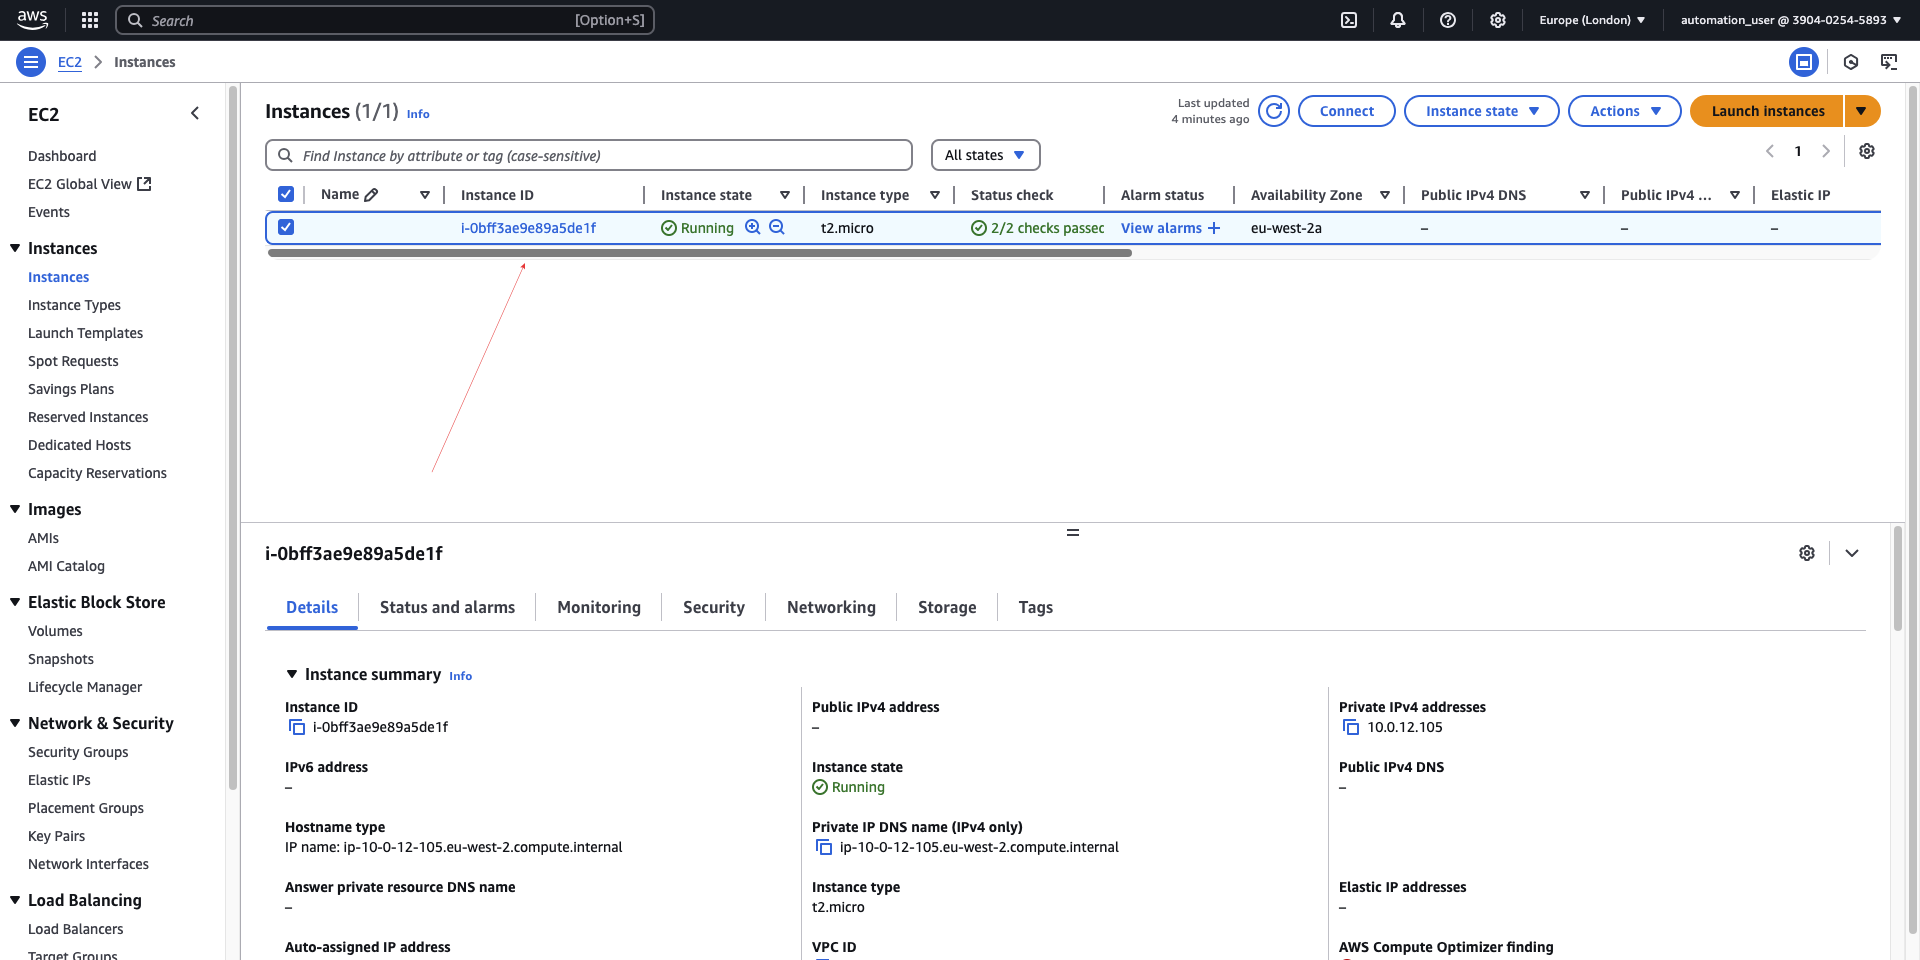 aws
Search [Option+S]
Europe (London)
automation_user @ 3904-0254-5893
EC2
Instances
EC2
Dashboard
EC2 Global View
Events
Instances
Instances
Instance Types
Launch Templates
Spot Requests
Savings Plans
Reserved Instances
Dedicated Hosts
Capacity Reservations
Images
AMIs
AMI Catalog
Elastic Block Store
Volumes
Snapshots
Lifecycle Manager
Network & Security
Security Groups
Elastic IPs
Placement Groups
Key Pairs
Network Interfaces
Load Balancing
Load Balancers
Target Groups
Instances (1/1) Info
Last updated
4 minutes ago
Connect
Instance state
Actions
Launch instances
Find Instance by attribute or tag (case-sensitive)
All states
1
Name Instance ID Instance state Instance type Status check Alarm status Availability Zone Public IPv4 DNS Public IPv4 ... Elastic IP
i-0bff3ae9e89a5de1f Running t2.micro 2/2 checks passec View alarms + eu-west-2a – – –
i-0bff3ae9e89a5de1f
Details
Status and alarms
Monitoring
Security
Networking
Storage
Tags
Instance summary Info
Instance ID
i-0bff3ae9e89a5de1f
Public IPv4 address
–
Private IPv4 addresses
10.0.12.105
IPv6 address
–
Instance state
Running
Public IPv4 DNS
–
Hostname type
IP name: ip-10-0-12-105.eu-west-2.compute.internal
Private IP DNS name (IPv4 only)
ip-10-0-12-105.eu-west-2.compute.internal
Answer private resource DNS name
–
Instance type
t2.micro
Elastic IP addresses
–
Auto-assigned IP address
VPC ID
AWS Compute Optimizer finding